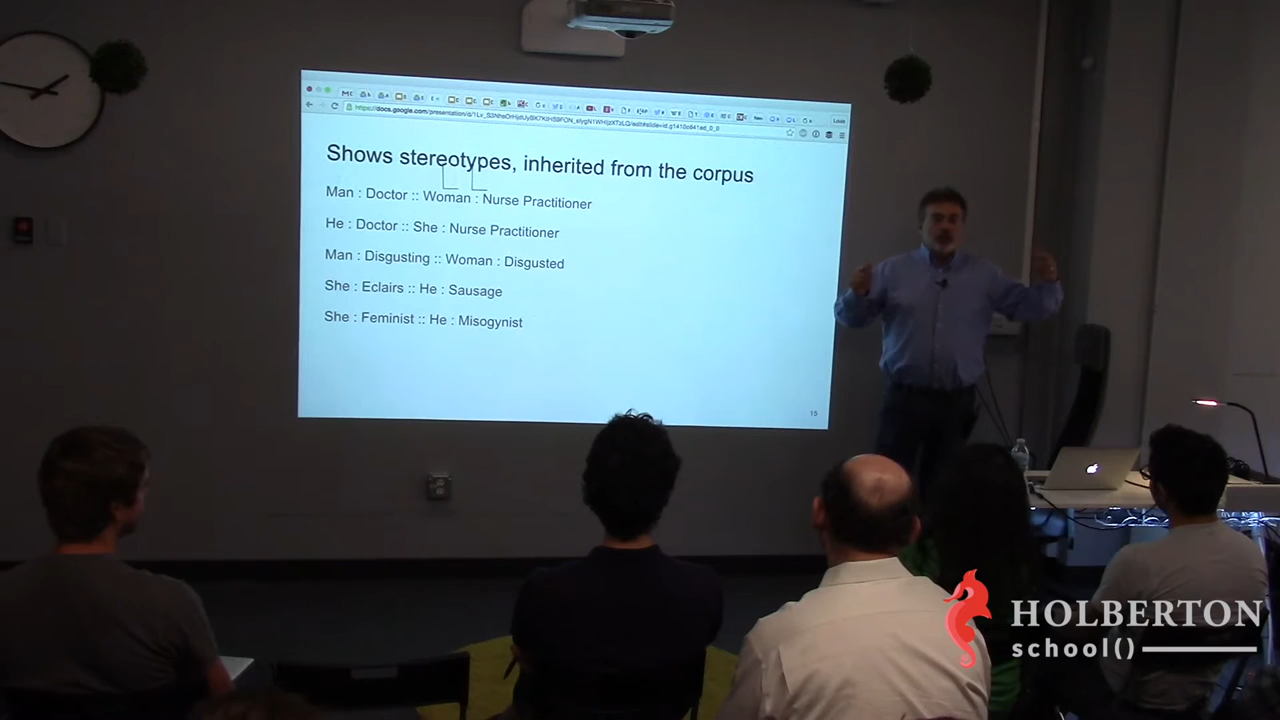 Shows stereotypes, inherited from the corpus
Man : Doctor :: Woman : Nurse Practitioner
He : Doctor :: She : Nurse Practitioner
Man : Disgusting :: Woman : Disgusted
She : Eclairs :: He : Sausage
She : Feminist :: He : Misogynist
15
HOLBERTON
school()